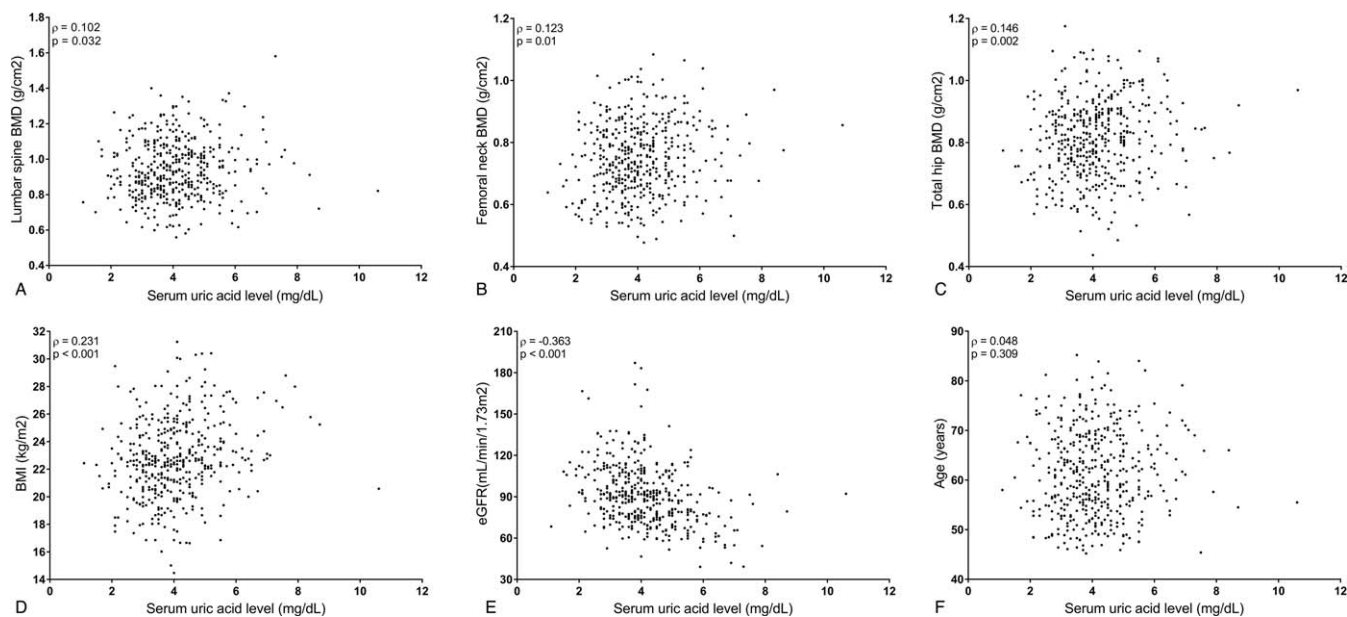 1.8
1.6
1.4
1.2
1.0
0.8
0.6
0.4
ρ = 0.102
p = 0.032
Lumbar spine BMD (g/cm2)
0 2 4 6 8 10 12
A
Serum uric acid level (mg/dL)
1.2
1.0
0.8
0.6
0.4
ρ = 0.123
p = 0.01
Femoral neck BMD (g/cm2)
0 2 4 6 8 10 12
B
Serum uric acid level (mg/dL)
1.2
1.0
0.8
0.6
0.4
ρ = 0.146
p = 0.002
Total hip BMD (g/cm2)
0 2 4 6 8 10 12
C
Serum uric acid level (mg/dL)
32
30
28
26
24
22
20
18
16
14
ρ = 0.231
p < 0.001
BMI (kg/m2)
0 2 4 6 8 10 12
D
Serum uric acid level (mg/dL)
210
180
150
120
90
60
30
ρ = -0.363
p < 0.001
eGFR(mL/min/1.73m2)
0 2 4 6 8 10 12
E
Serum uric acid level (mg/dL)
90
80
70
60
50
40
ρ = 0.048
p = 0.309
Age (years)
0 2 4 6 8 10 12
F
Serum uric acid level (mg/dL)